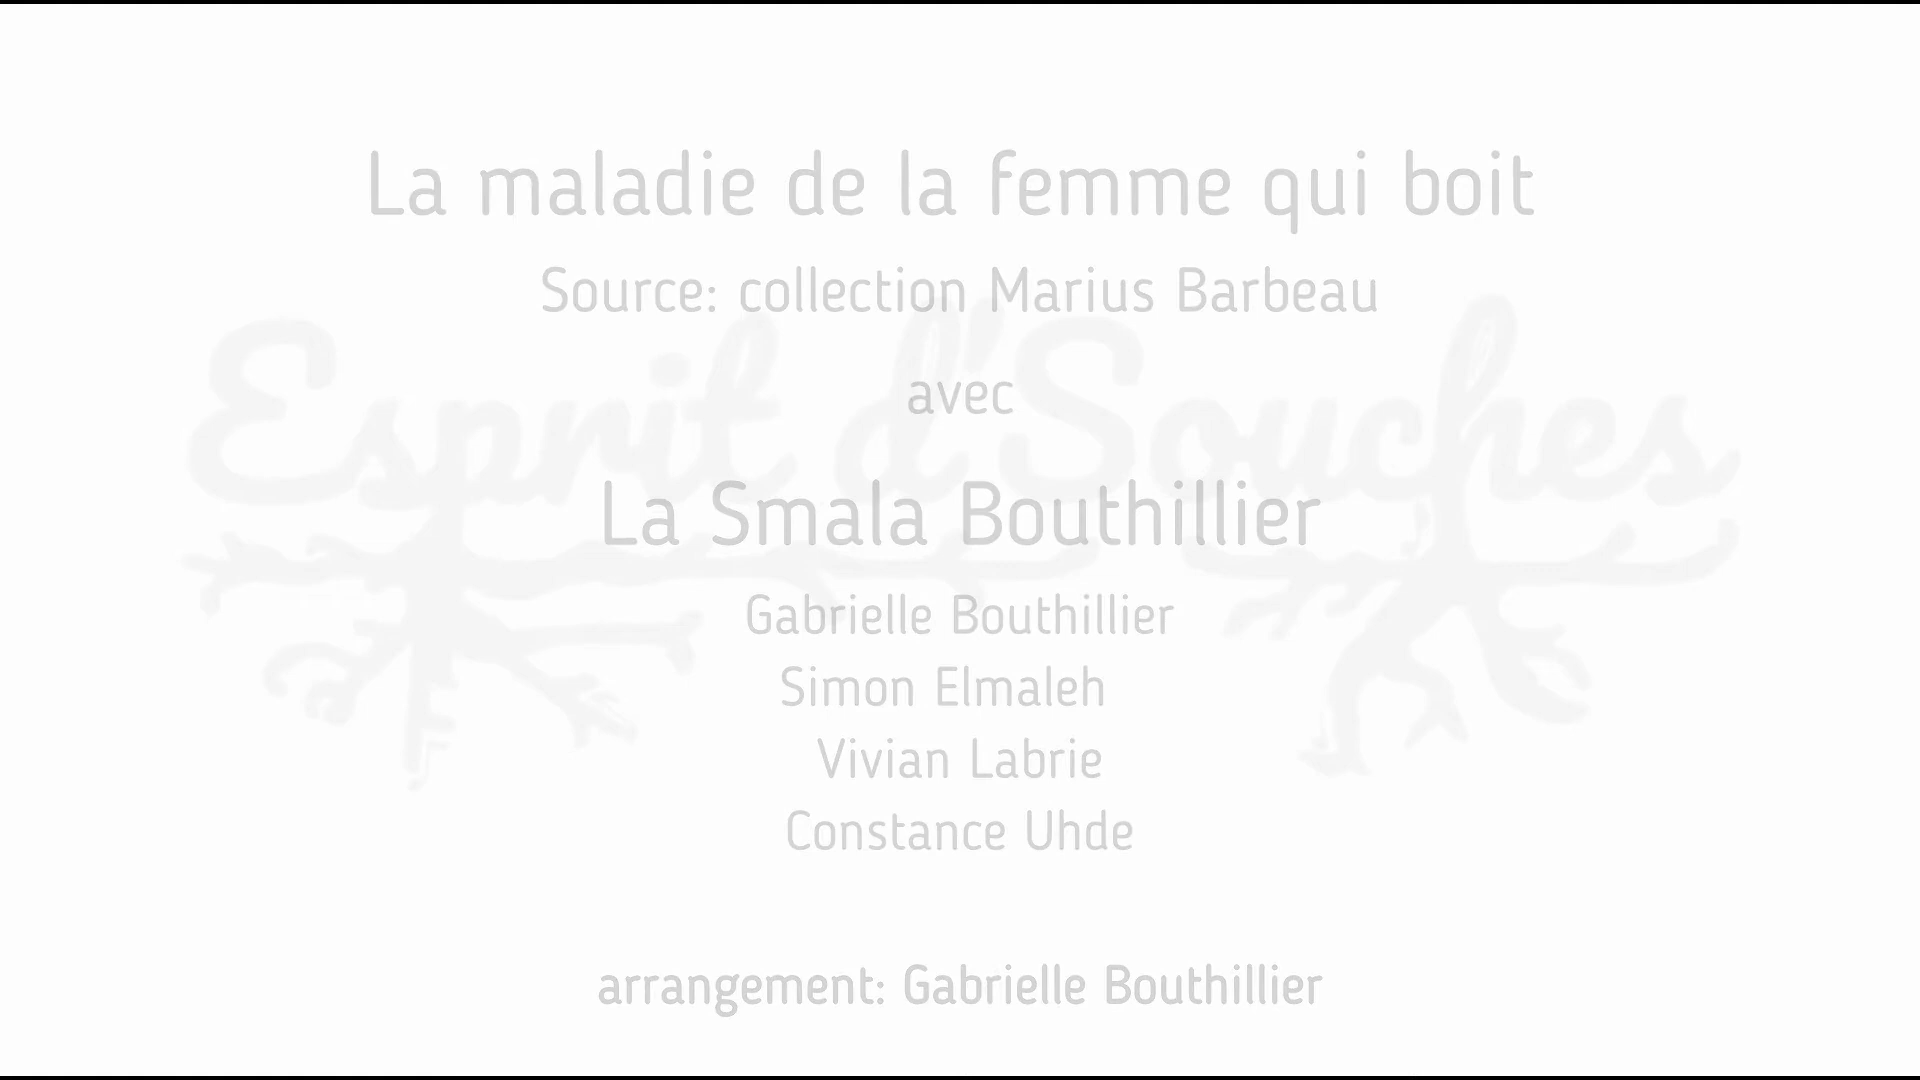 La maladie de la femme qui boit
Source: collection Marius Barbeau
avec
Esprit d'Souches
La Smala Bouthillier
Gabrielle Bouthillier
Simon Elmaleh
Vivian Labrie
Constance Uhde
arrangement: Gabrielle Bouthillier